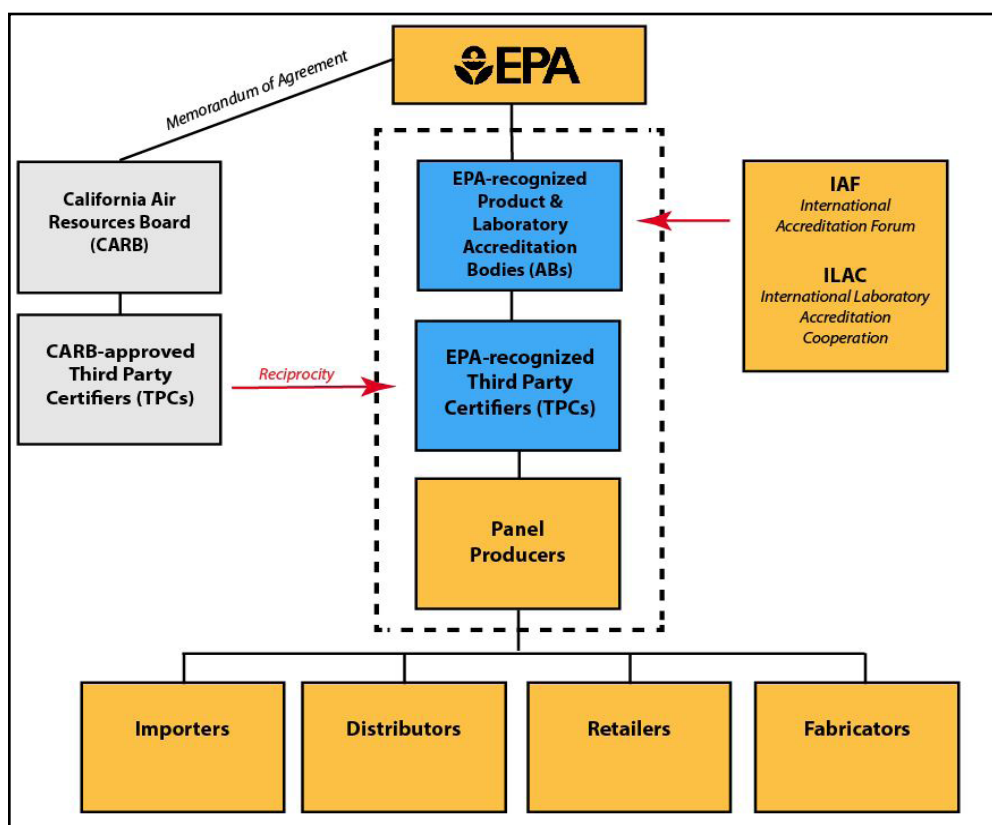 EPA
Memorandum of Agreement
California Air
Resources Board
(CARB)
EPA-recognized
Product &
Laboratory
Accreditation
Bodies (ABs)
IAF
International
Accreditation Forum
ILAC
International Laboratory
Accreditation
Cooperation
CARB-approved
Third Party
Certifiers (TPCs)
Reciprocity
EPA-recognized
Third Party
Certifiers (TPCs)
Panel
Producers
Importers
Distributors
Retailers
Fabricators